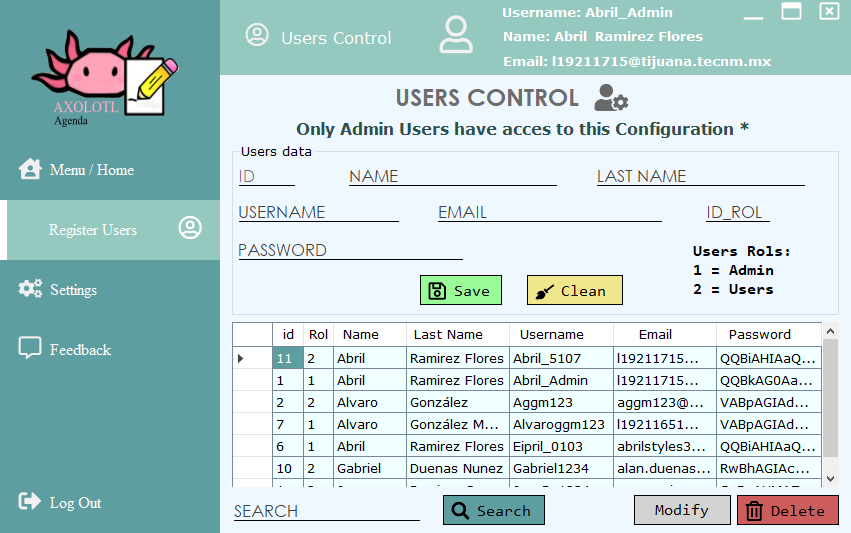 AXOLOTL
Agenda
Menu / Home
Register Users
Settings
Feedback
Log Out
Users Control
Username: Abril_Admin
Name: Abril Ramirez Flores
Email: l19211715@tijuana.tecnm.mx
USERS CONTROL
Only Admin Users have acces to this Configuration *
Users data
ID NAME LAST NAME
USERNAME EMAIL ID_ROL
PASSWORD
Users Rols:
1 = Admin
2 = Users
Save Clean
id Rol Name Last Name Username Email Password
11 2 Abril Ramirez Flores Abril_5107 l19211715... QQBiAHIAaQ...
1 1 Abril Ramirez Flores Abril_Admin l19211715... QQBkAG0Aa...
2 2 Alvaro González Aggm123 aggm123@... VABpAGIAd...
7 1 Alvaro González M... Alvaroggm123 l19211651... VABpAGIAd...
6 1 Abril Ramirez Flores Eipril_0103 abrilstyles3... QQBiAHIAaQ...
10 2 Gabriel Duenas Nunez Gabriel1234 alan.duenas... RwBhAGIAc...
SEARCH Search Modify Delete